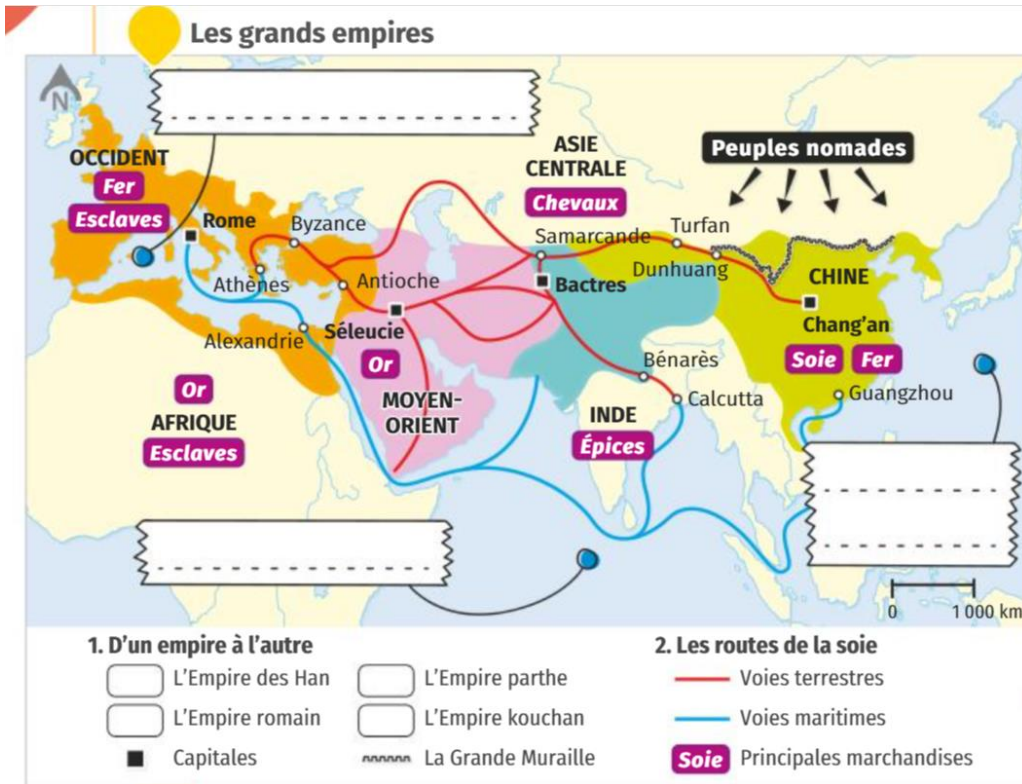 Les grands empires
N
OCCIDENT
Fer
Esclaves
Rome
Byzance
Athènes
Antioche
Alexandrie
Séleucie
Or
MOYEN-
ORIENT
Or
AFRIQUE
Esclaves
ASIE
CENTRALE
Chevaux
Samarcande
Bactres
Peuples nomades
Turfan
Dunhuang
CHINE
Chang'an
Soie
Fer
Guangzhou
Bénarès
Calcutta
INDE
Épices
0 1 000 km
1. D'un empire à l'autre
L'Empire des Han
L'Empire parthe
L'Empire romain
L'Empire kouchan
Capitales
La Grande Muraille
2. Les routes de la soie
Voies terrestres
Voies maritimes
Soie Principales marchandises